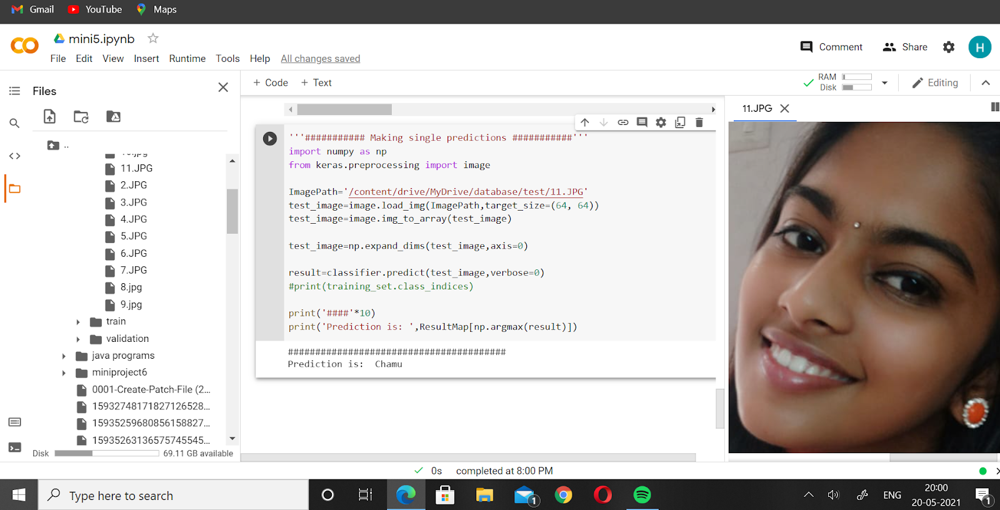 Gmail YouTube Maps
mini5.ipynb
File Edit View Insert Runtime Tools Help All changes saved
Comment Share H
Files
+ Code + Text
RAM
Disk
Editing
11.JPG
..
11.JPG
2.JPG
3.JPG
4.JPG
5.JPG
6.JPG
7.JPG
8.jpg
9.jpg
train
validation
java programs
miniproject6
0001-Create-Patch-File (2...
15932748171827126528...
15935259680856158827...
15935263136575745545...
Disk 69.11 GB available
'''########### Making single predictions ###########'''
import numpy as np
from keras.preprocessing import image
ImagePath='/content/drive/MyDrive/database/test/11.JPG'
test_image=image.load_img(ImagePath,target_size=(64, 64))
test_image=image.img_to_array(test_image)
test_image=np.expand_dims(test_image,axis=0)
result=classifier.predict(test_image,verbose=0)
#print(training_set.class_indices)
print('####'*10)
print('Prediction is: ',ResultMap[np.argmax(result)])
########################################
Prediction is:  Chamu
0s completed at 8:00 PM
Type here to search
1
ENG
20:00
20-05-2021
1